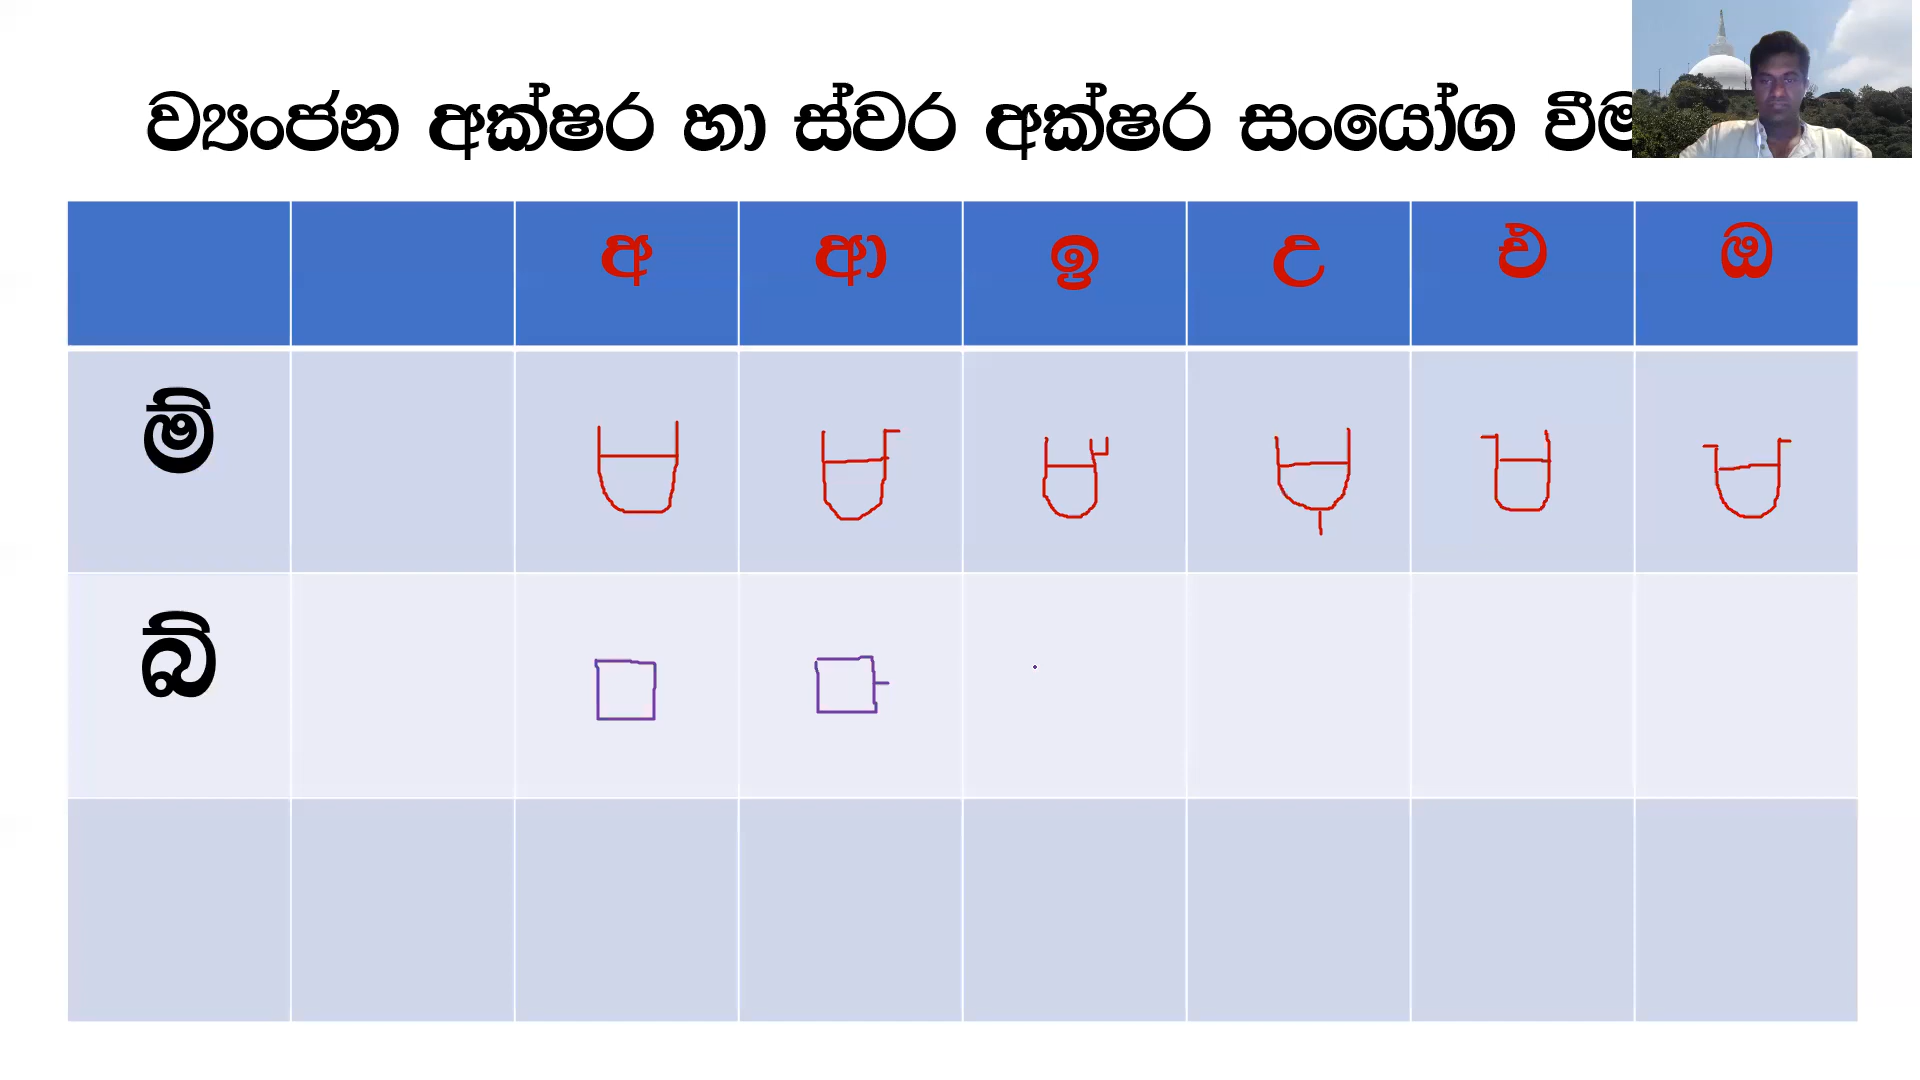 ව්‍යංජන අක්ෂර හා ස්වර අක්ෂර සංයෝග වීම
අ ආ ඉ උ එ ඔ
ම් 𑀫 𑀫𑀸 𑀫𑀺 𑀫𑀼 𑀫𑁂 𑀫𑁄
බ් 𑀩 𑀩𑀸